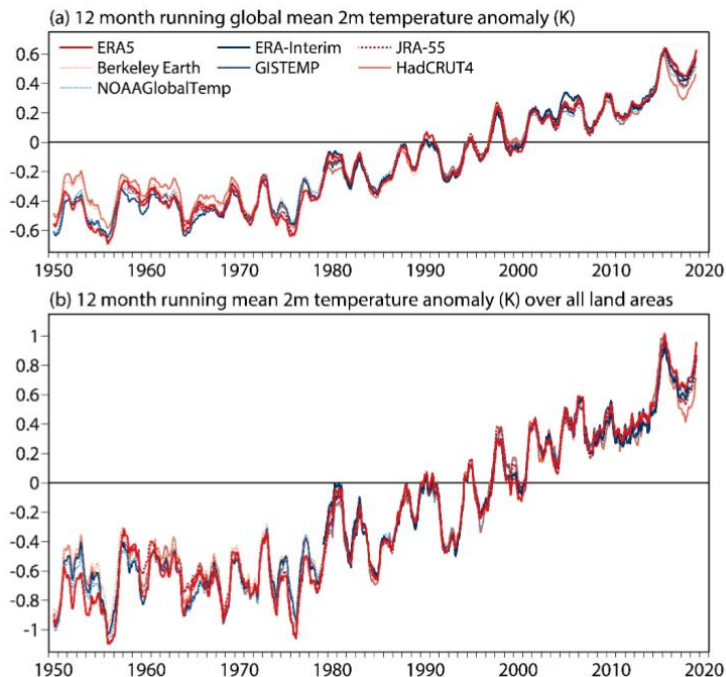 (a) 12 month running global mean 2m temperature anomaly (K)
ERA5 ERA-Interim JRA-55
Berkeley Earth GISTEMP HadCRUT4
NOAAGlobalTemp
0.6
0.4
0.2
0
-0.2
-0.4
-0.6
1950 1960 1970 1980 1990 2000 2010 2020
(b) 12 month running mean 2m temperature anomaly (K) over all land areas
1
0.8
0.6
0.4
0.2
0
-0.2
-0.4
-0.6
-0.8
-1
1950 1960 1970 1980 1990 2000 2010 2020